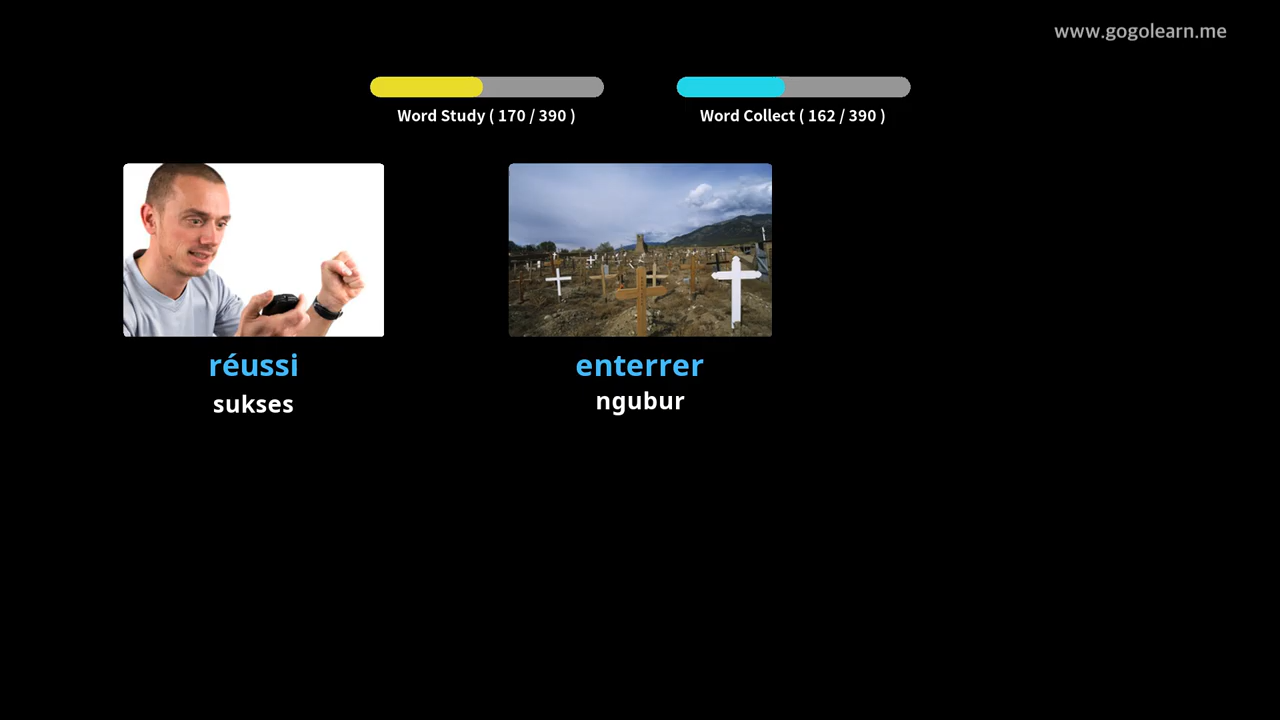 www.gogolearn.me
Word Study ( 170 / 390 )
Word Collect ( 162 / 390 )
réussi
sukses
enterrer
ngubur